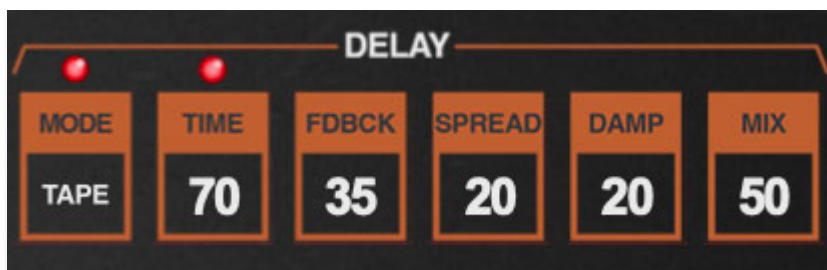 DELAY
MODE TIME FDBCK SPREAD DAMP MIX
TAPE 70 35 20 20 50